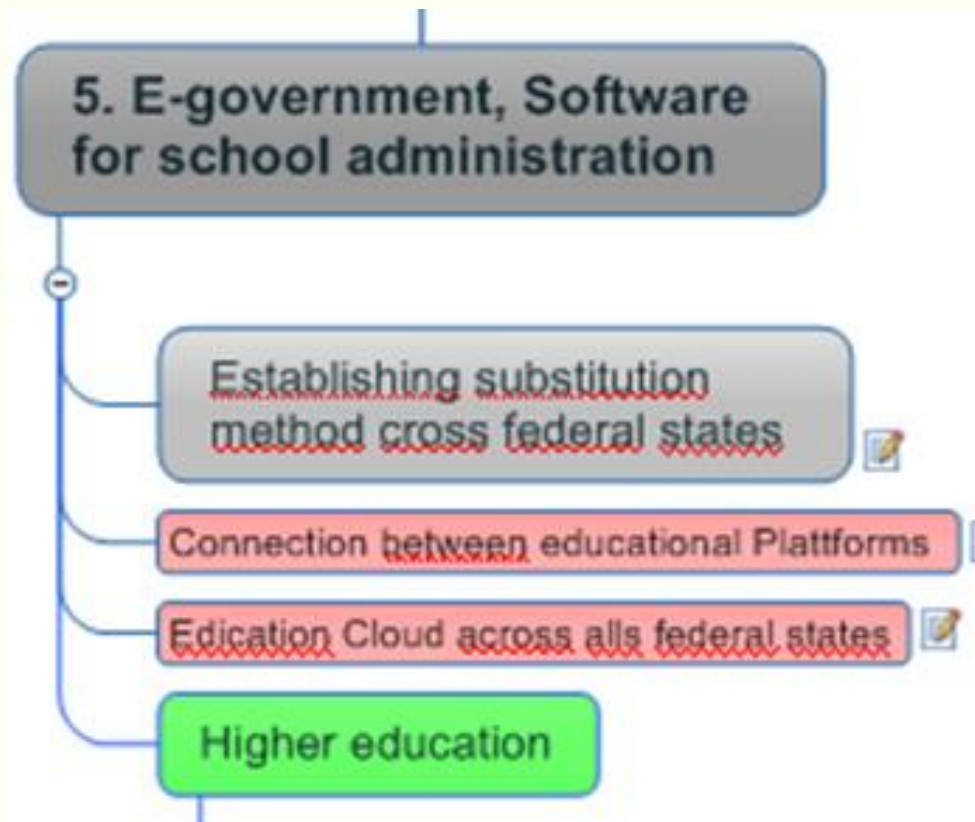 5. E-government, Software
for school administration
Establishing substitution
method cross federal states
Connection between educational Plattforms
Edication Cloud across alls federal states
Higher education